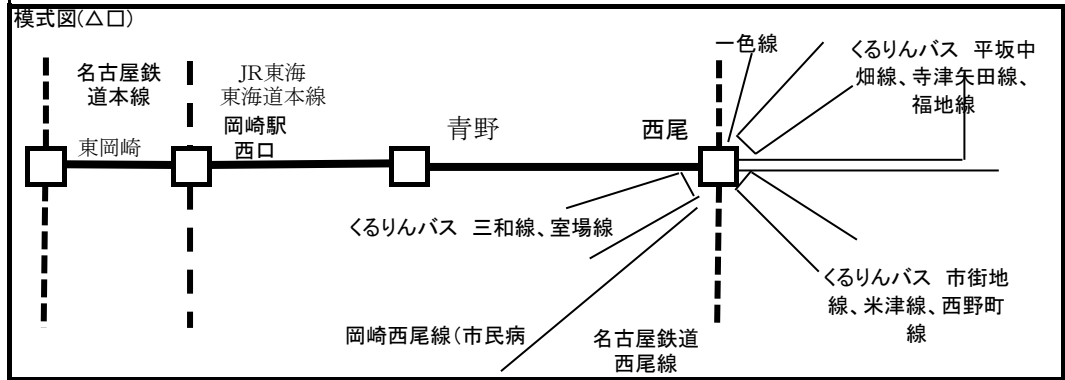 模式図(△□)
名古屋鉄
道本線
JR東海
東海道本線
岡崎駅
西口
東岡崎
青野
西尾
一色線
くるりんバス　平坂中
畑線、寺津矢田線、
福地線
くるりんバス　三和線、室場線
岡崎西尾線(市民病
名古屋鉄道
西尾線
くるりんバス　市街地
線、米津線、西野町
線